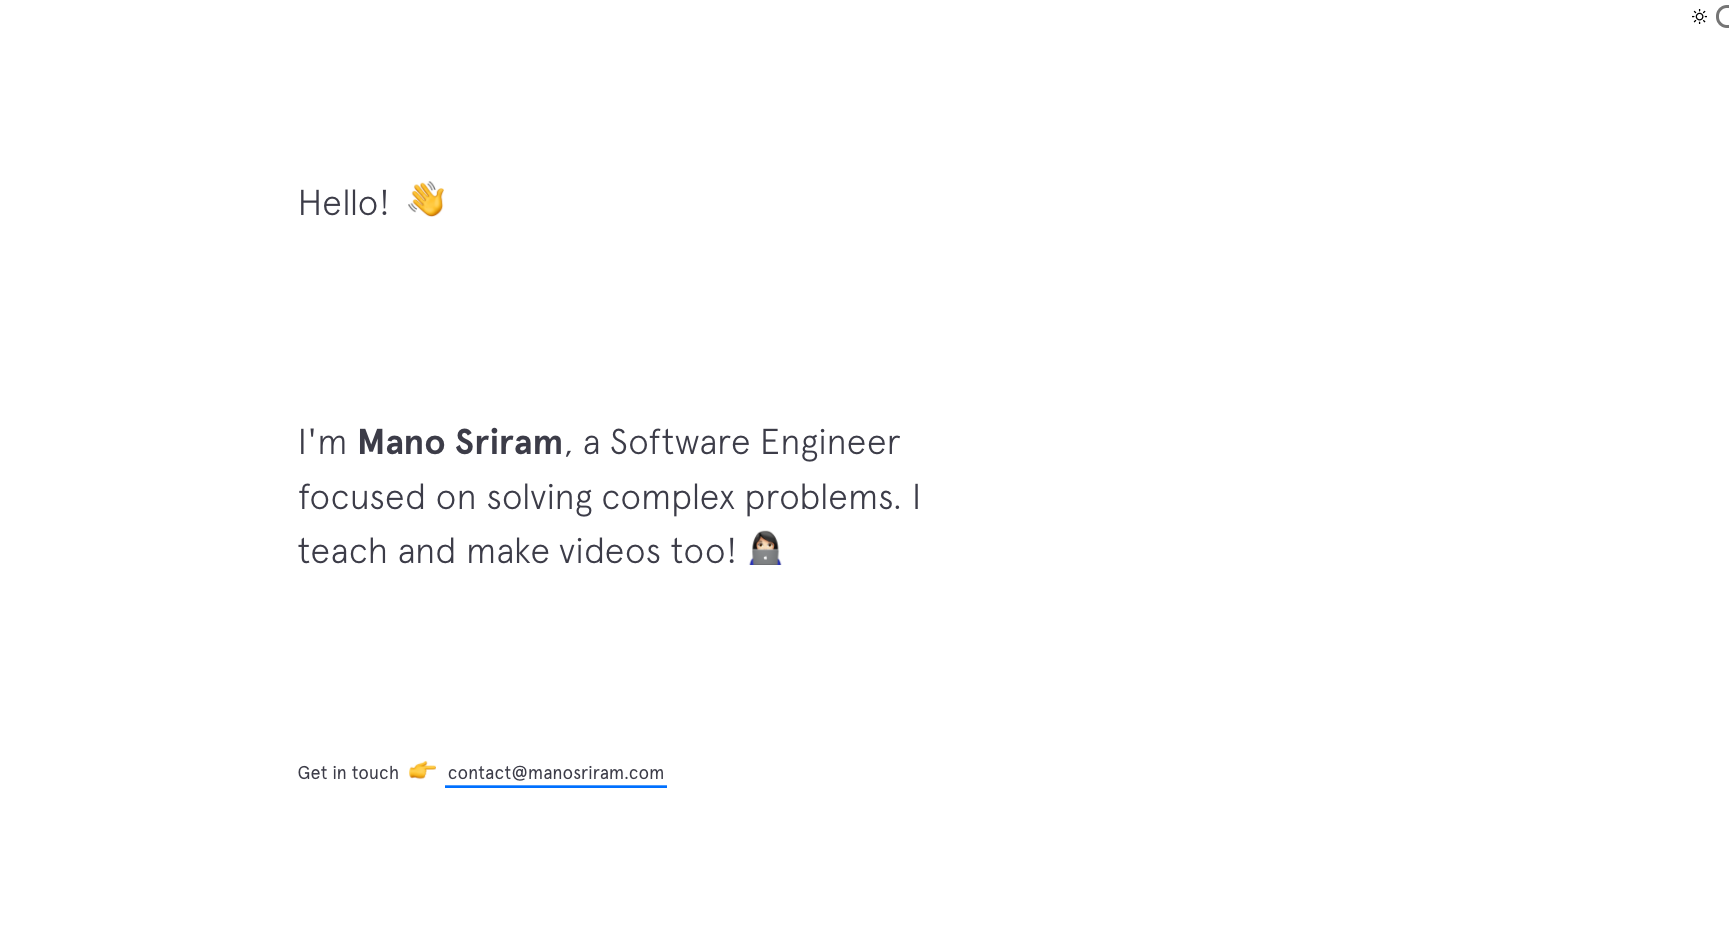 Hello! 👋
I'm Mano Sriram, a Software Engineer
focused on solving complex problems. I
teach and make videos too! 👩🏻‍💻
Get in touch 👉 contact@manosriram.com